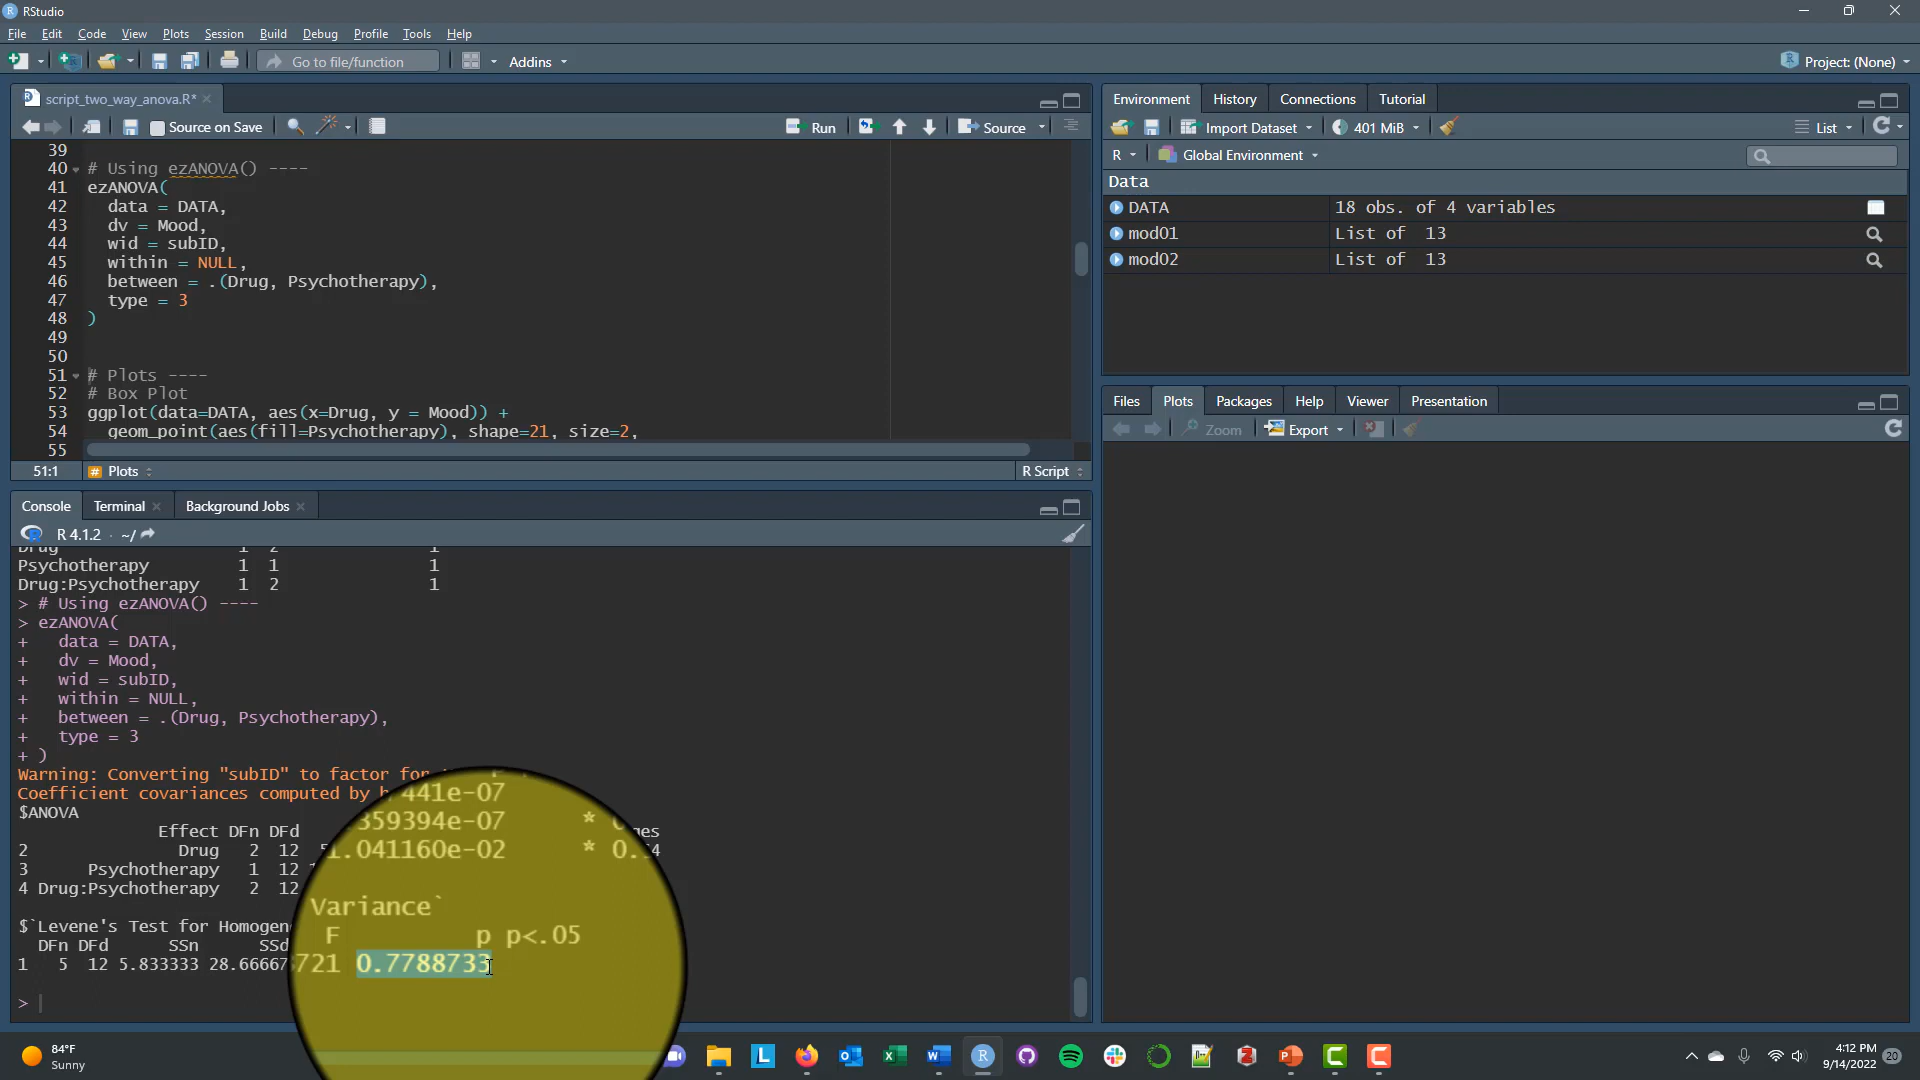 RStudio
File Edit Code View Plots Session Build Debug Profile Tools Help
Go to file/function Addins Project: (None)
script_two_way_anova.R*
Source on Save Run Source
39
40 # Using ezANOVA() ----
41 ezANOVA(
42 data = DATA,
43 dv = Mood,
44 wid = subID,
45 within = NULL,
46 between = .(Drug, Psychotherapy),
47 type = 3
48 )
49
50
51 # Plots ----
52 # Box Plot
53 ggplot(data=DATA, aes(x=Drug, y = Mood)) +
54 geom_point(aes(fill=Psychotherapy), shape=21, size=2,
55
51:1 # Plots R Script
Console Terminal Background Jobs
R 4.1.2 · ~/
Drug 1 2 1
Psychotherapy 1 1 1
Drug:Psychotherapy 1 2 1
> # Using ezANOVA() ----
> ezANOVA(
+ data = DATA,
+ dv = Mood,
+ wid = subID,
+ within = NULL,
+ between = .(Drug, Psychotherapy),
+ type = 3
+ )
Warning: Converting "subID" to factor for
Coefficient covariances computed by
$ANOVA
Effect DFn DFd ges
2 Drug 2 12
3 Psychotherapy 1 12
4 Drug:Psychotherapy 2 12
441e-07
359394e-07 *
1.041160e-02 * 0.
$`Levene's Test for Homogen
Variance`
DFn DFd SSn SSd F p p<.05
1 5 12 5.833333 28.66667 721 0.7788733
>
Environment History Connections Tutorial
Import Dataset 401 MiB List
R Global Environment
Data
DATA 18 obs. of 4 variables
mod01 List of 13
mod02 List of 13
Files Plots Packages Help Viewer Presentation
Zoom Export
84°F
Sunny
4:12 PM
9/14/2022
20